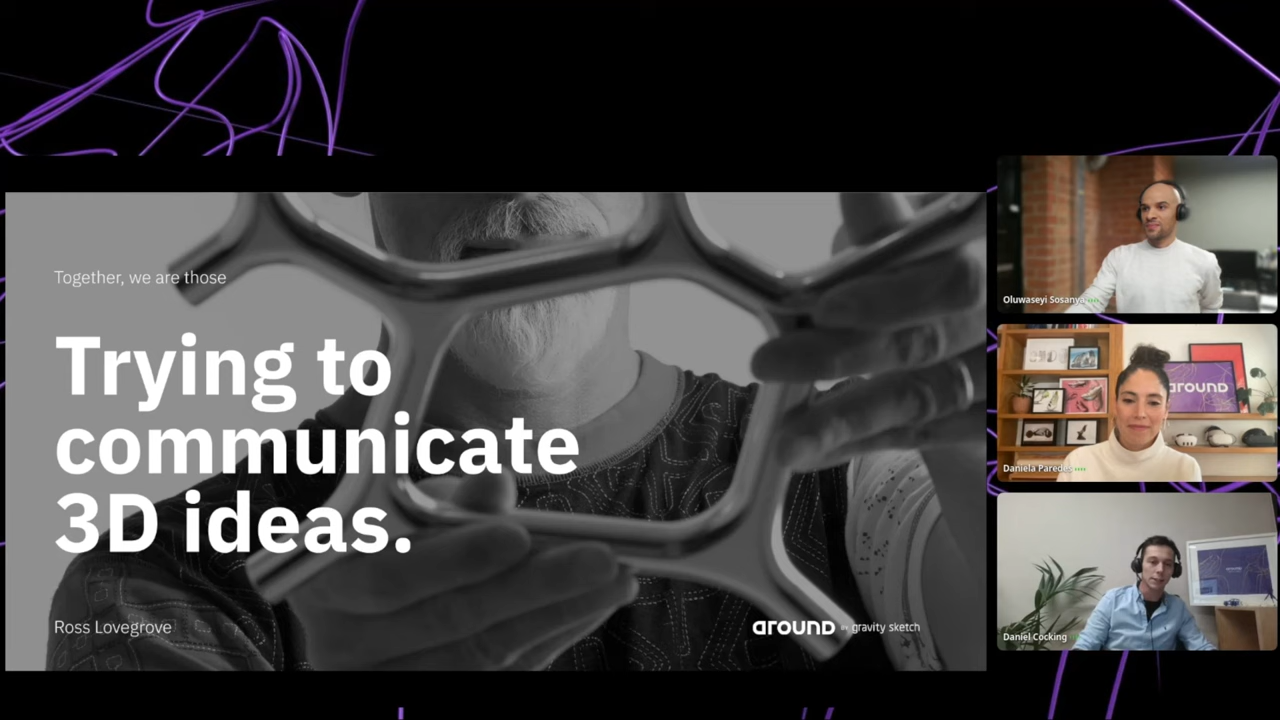 Together, we are those
Trying to
communicate
3D ideas.
Ross Lovegrove
around BY gravity sketch
Oluwaseyi Sosanya
around
Daniela Paredes
Daniel Cocking